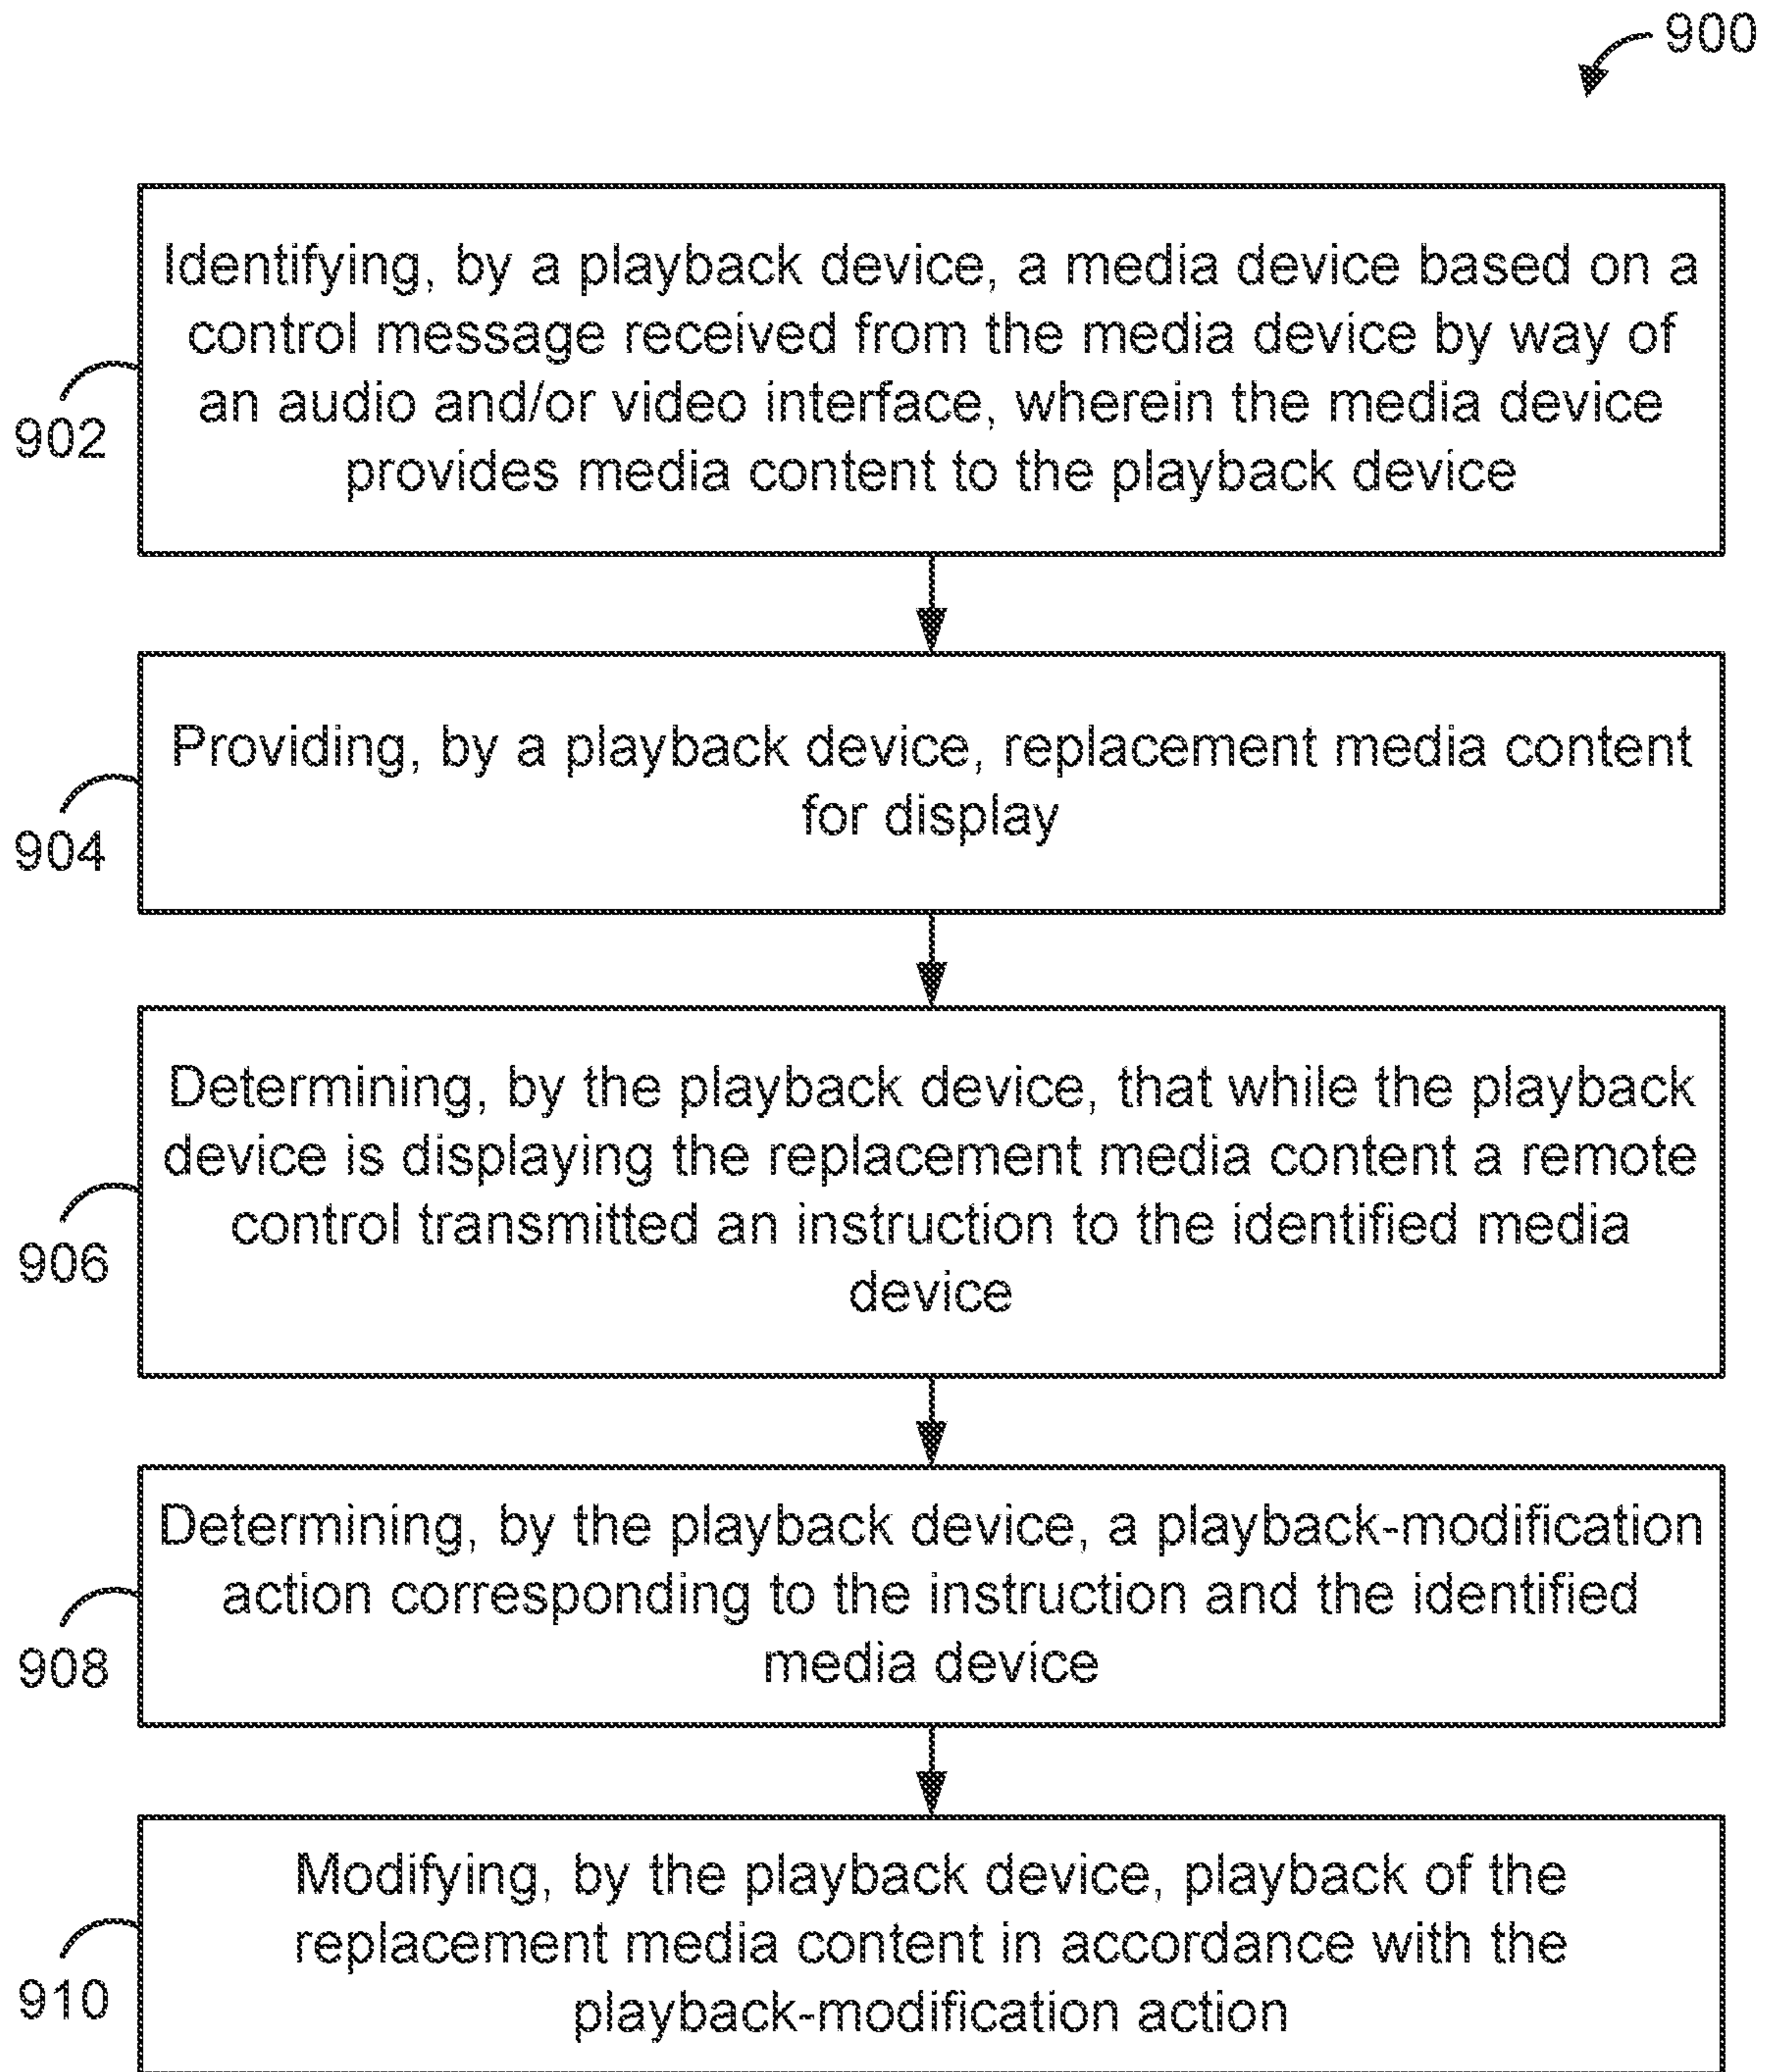 900
Identifying, by a playback device, a media device based on a
control message received from the media device by way of
an audio and/or video interface, wherein the media device
provides media content to the playback device
902
Providing, by a playback device, replacement media content
for display
904
Determining, by the playback device, that while the playback
device is displaying the replacement media content a remote
control transmitted an instruction to the identified media
device
906
Determining, by the playback device, a playback-modification
action corresponding to the instruction and the identified
media device
908
Modifying, by the playback device, playback of the
replacement media content in accordance with the
playback-modification action
910